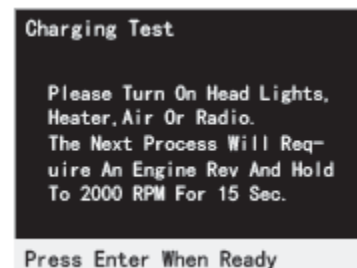 Charging Test
Please Turn On Head Lights,
Heater,Air Or Radio.
The Next Process Will Req-
uire An Engine Rev And Hold
To 2000 RPM For 15 Sec.
Press Enter When Ready